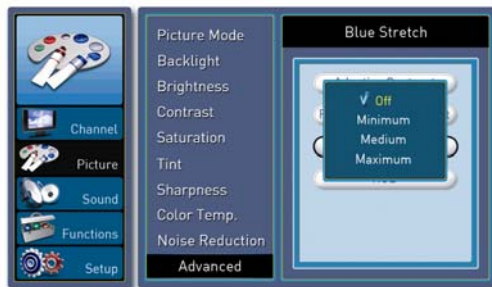 Channel
Picture
Sound
Functions
Setup
Picture Mode
Backlight
Brightness
Contrast
Saturation
Tint
Sharpness
Color Temp.
Noise Reduction
Advanced
Blue Stretch
Off
Minimum
Medium
Maximum